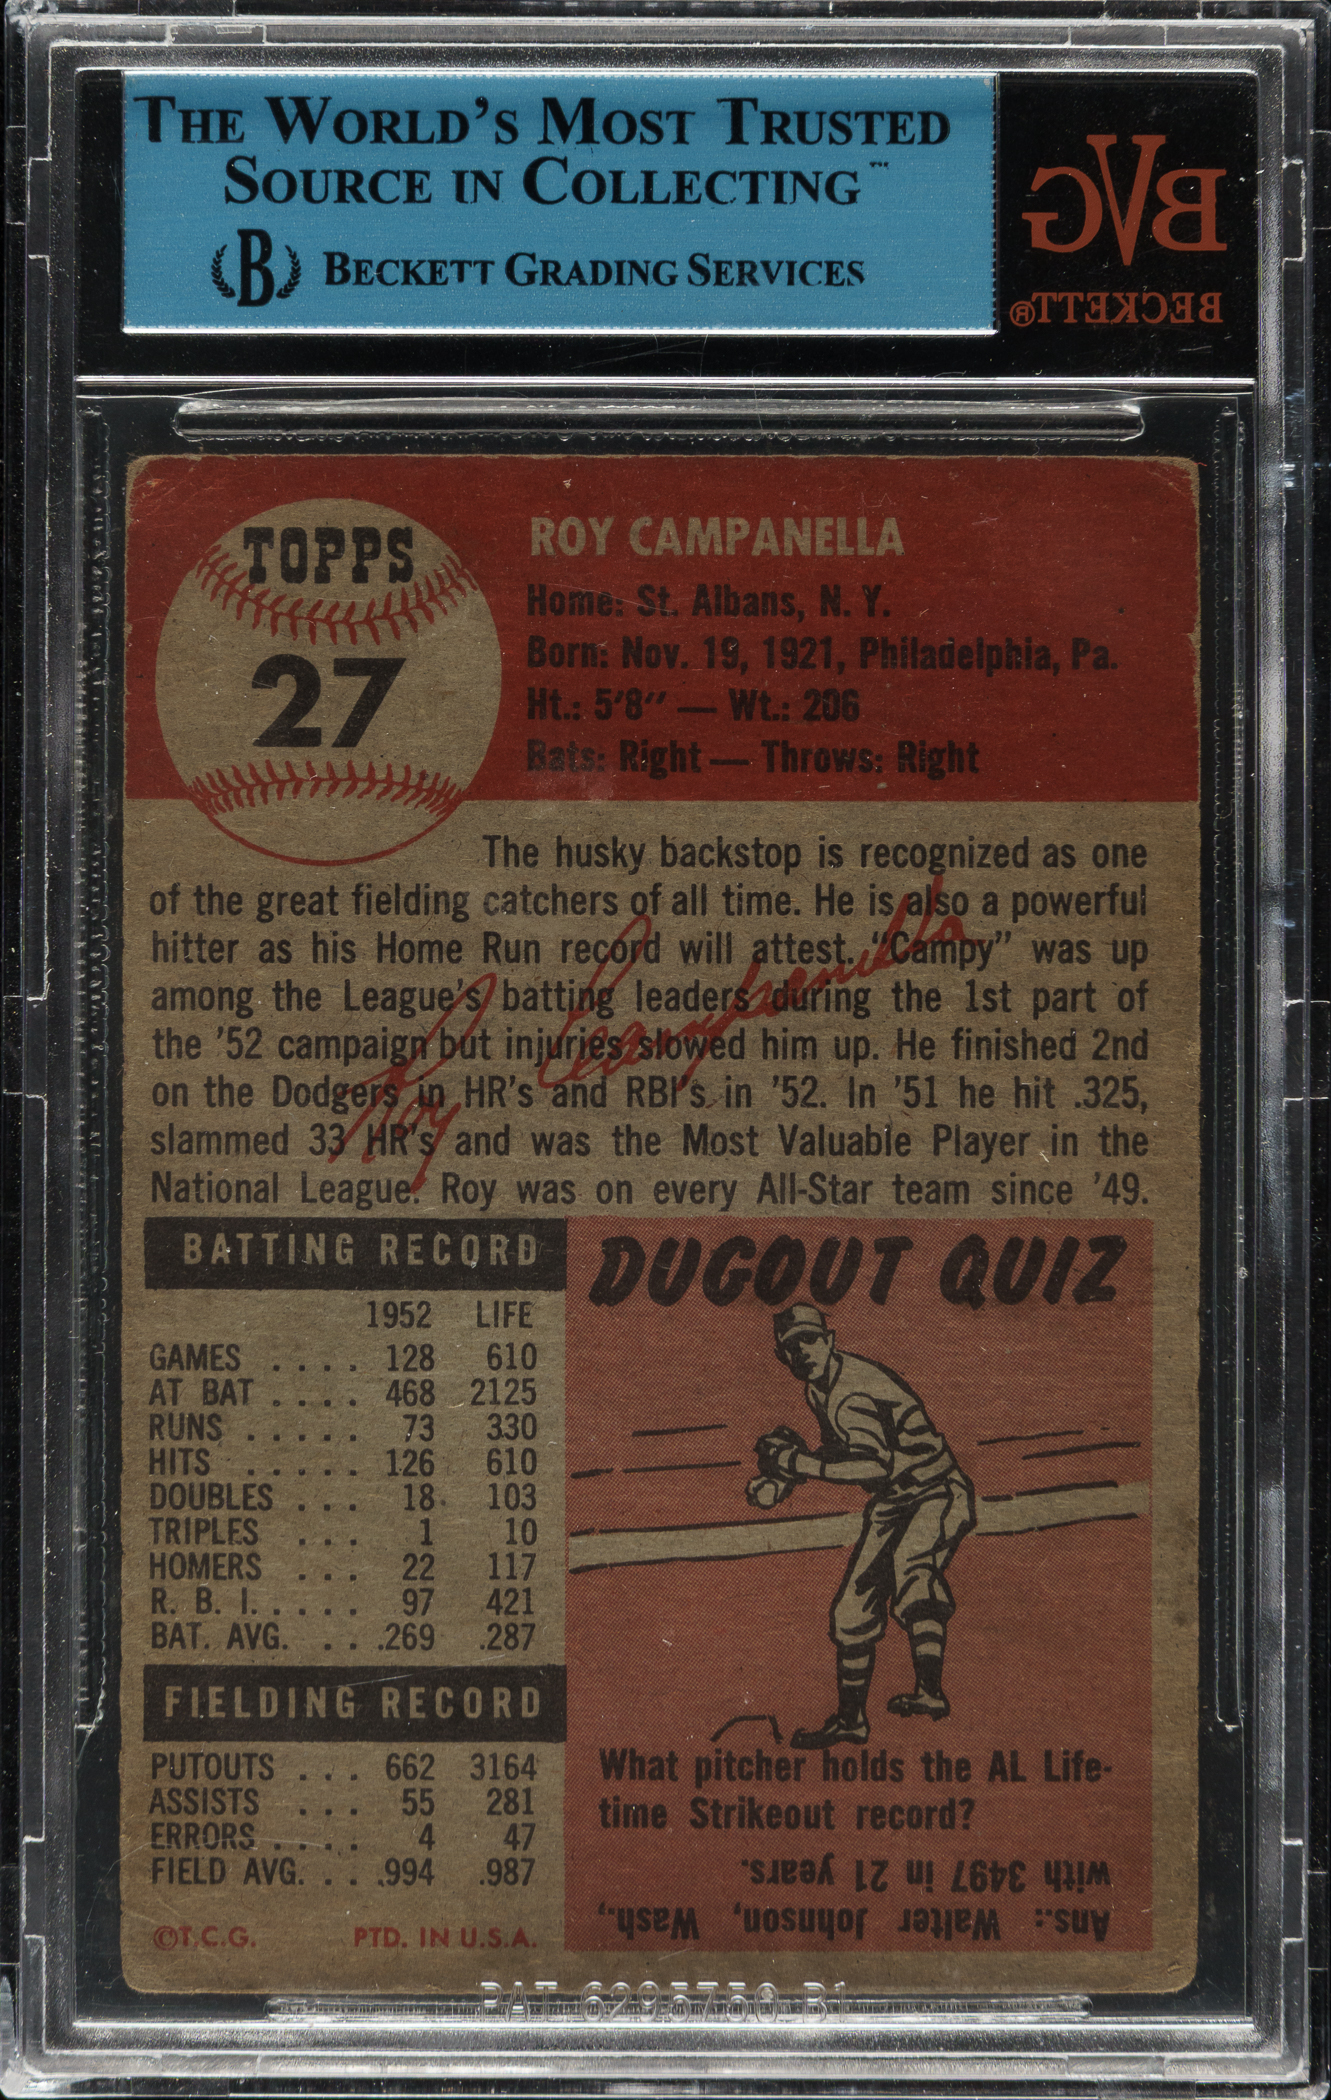 THE WORLD'S MOST TRUSTED
SOURCE IN COLLECTING™
B BECKETT GRADING SERVICES
BVG
BECKETT®
TOPPS
27
ROY CAMPANELLA
Home: St. Albans, N. Y.
Born: Nov. 19, 1921, Philadelphia, Pa.
Ht.: 5'8" — Wt.: 206
Bats: Right — Throws: Right
The husky backstop is recognized as one
of the great fielding catchers of all time. He is also a powerful
hitter as his Home Run record will attest. "Campy" was up
among the League's batting leaders during the 1st part of
the '52 campaign but injuries slowed him up. He finished 2nd
on the Dodgers in HR's and RBI's in '52. In '51 he hit .325,
slammed 33 HR's and was the Most Valuable Player in the
National League. Roy was on every All-Star team since '49.
Roy Campanella
BATTING RECORD
1952 LIFE
GAMES . . . . 128 610
AT BAT . . . . 468 2125
RUNS . . . . . 73 330
HITS . . . . . 126 610
DOUBLES . . . 18 103
TRIPLES . . . 1 10
HOMERS . . . 22 117
R. B. I. . . . . . 97 421
BAT. AVG. . . . .269 .287
FIELDING RECORD
PUTOUTS . . . 662 3164
ASSISTS . . . 55 281
ERRORS . . . . 4 47
FIELD AVG. . . . .994 .987
©T.C.G. PTD. IN U.S.A.
DUGOUT QUIZ
What pitcher holds the AL Life-
time Strikeout record?
Ans.: Walter Johnson, Wash.,
with 3497 in 21 years.
PAT 6295750 B1